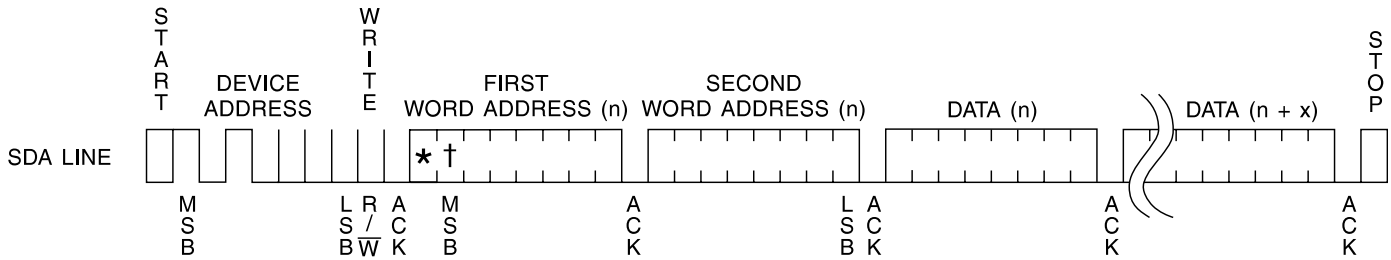 START
WRITE
STOP
DEVICE
ADDRESS
FIRST
WORD ADDRESS (n)
SECOND
WORD ADDRESS (n)
DATA (n)
DATA (n + x)
SDA LINE
* †
MSB
LSB
R/W̅
ACK
MSB
ACK
LSB
ACK
ACK
ACK